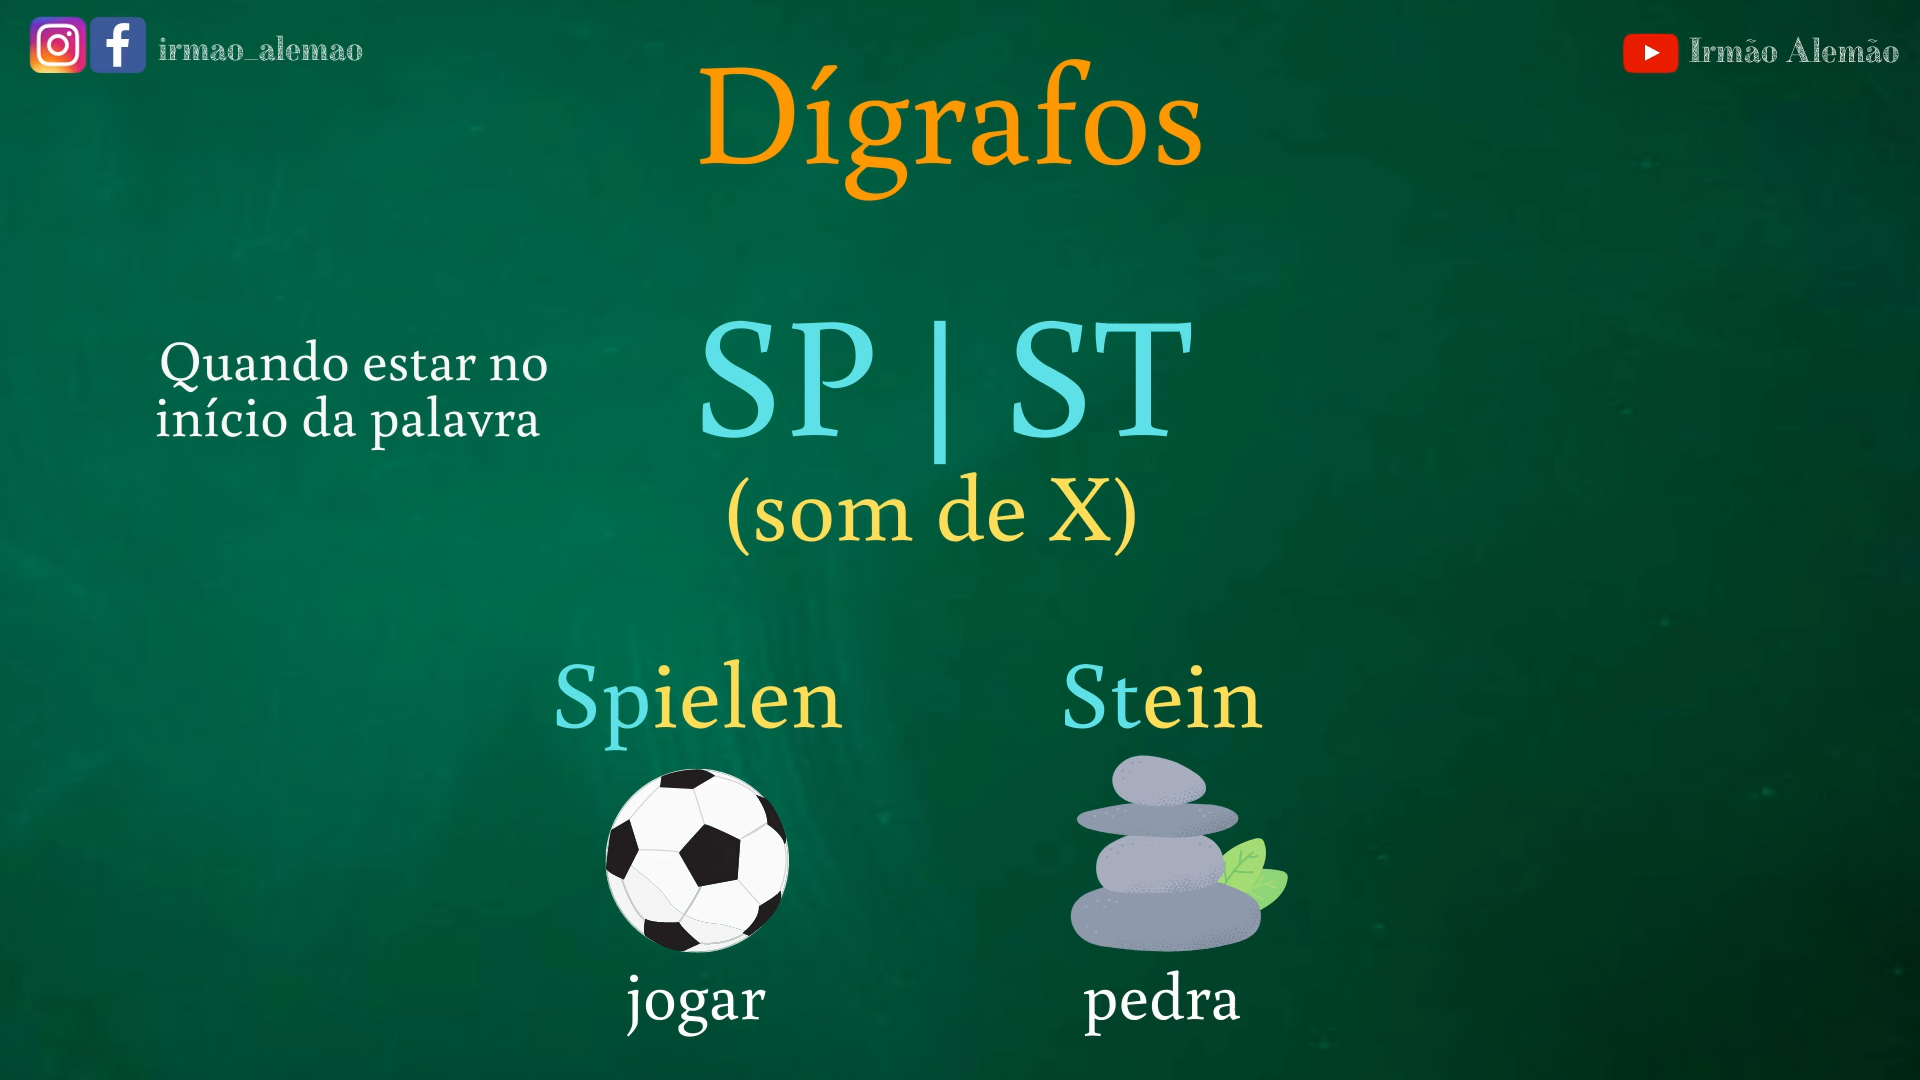 irmao_alemao
Irmão Alemão
Dígrafos
Quando estar no
início da palavra
SP | ST
(som de X)
Spielen
Stein
jogar
pedra